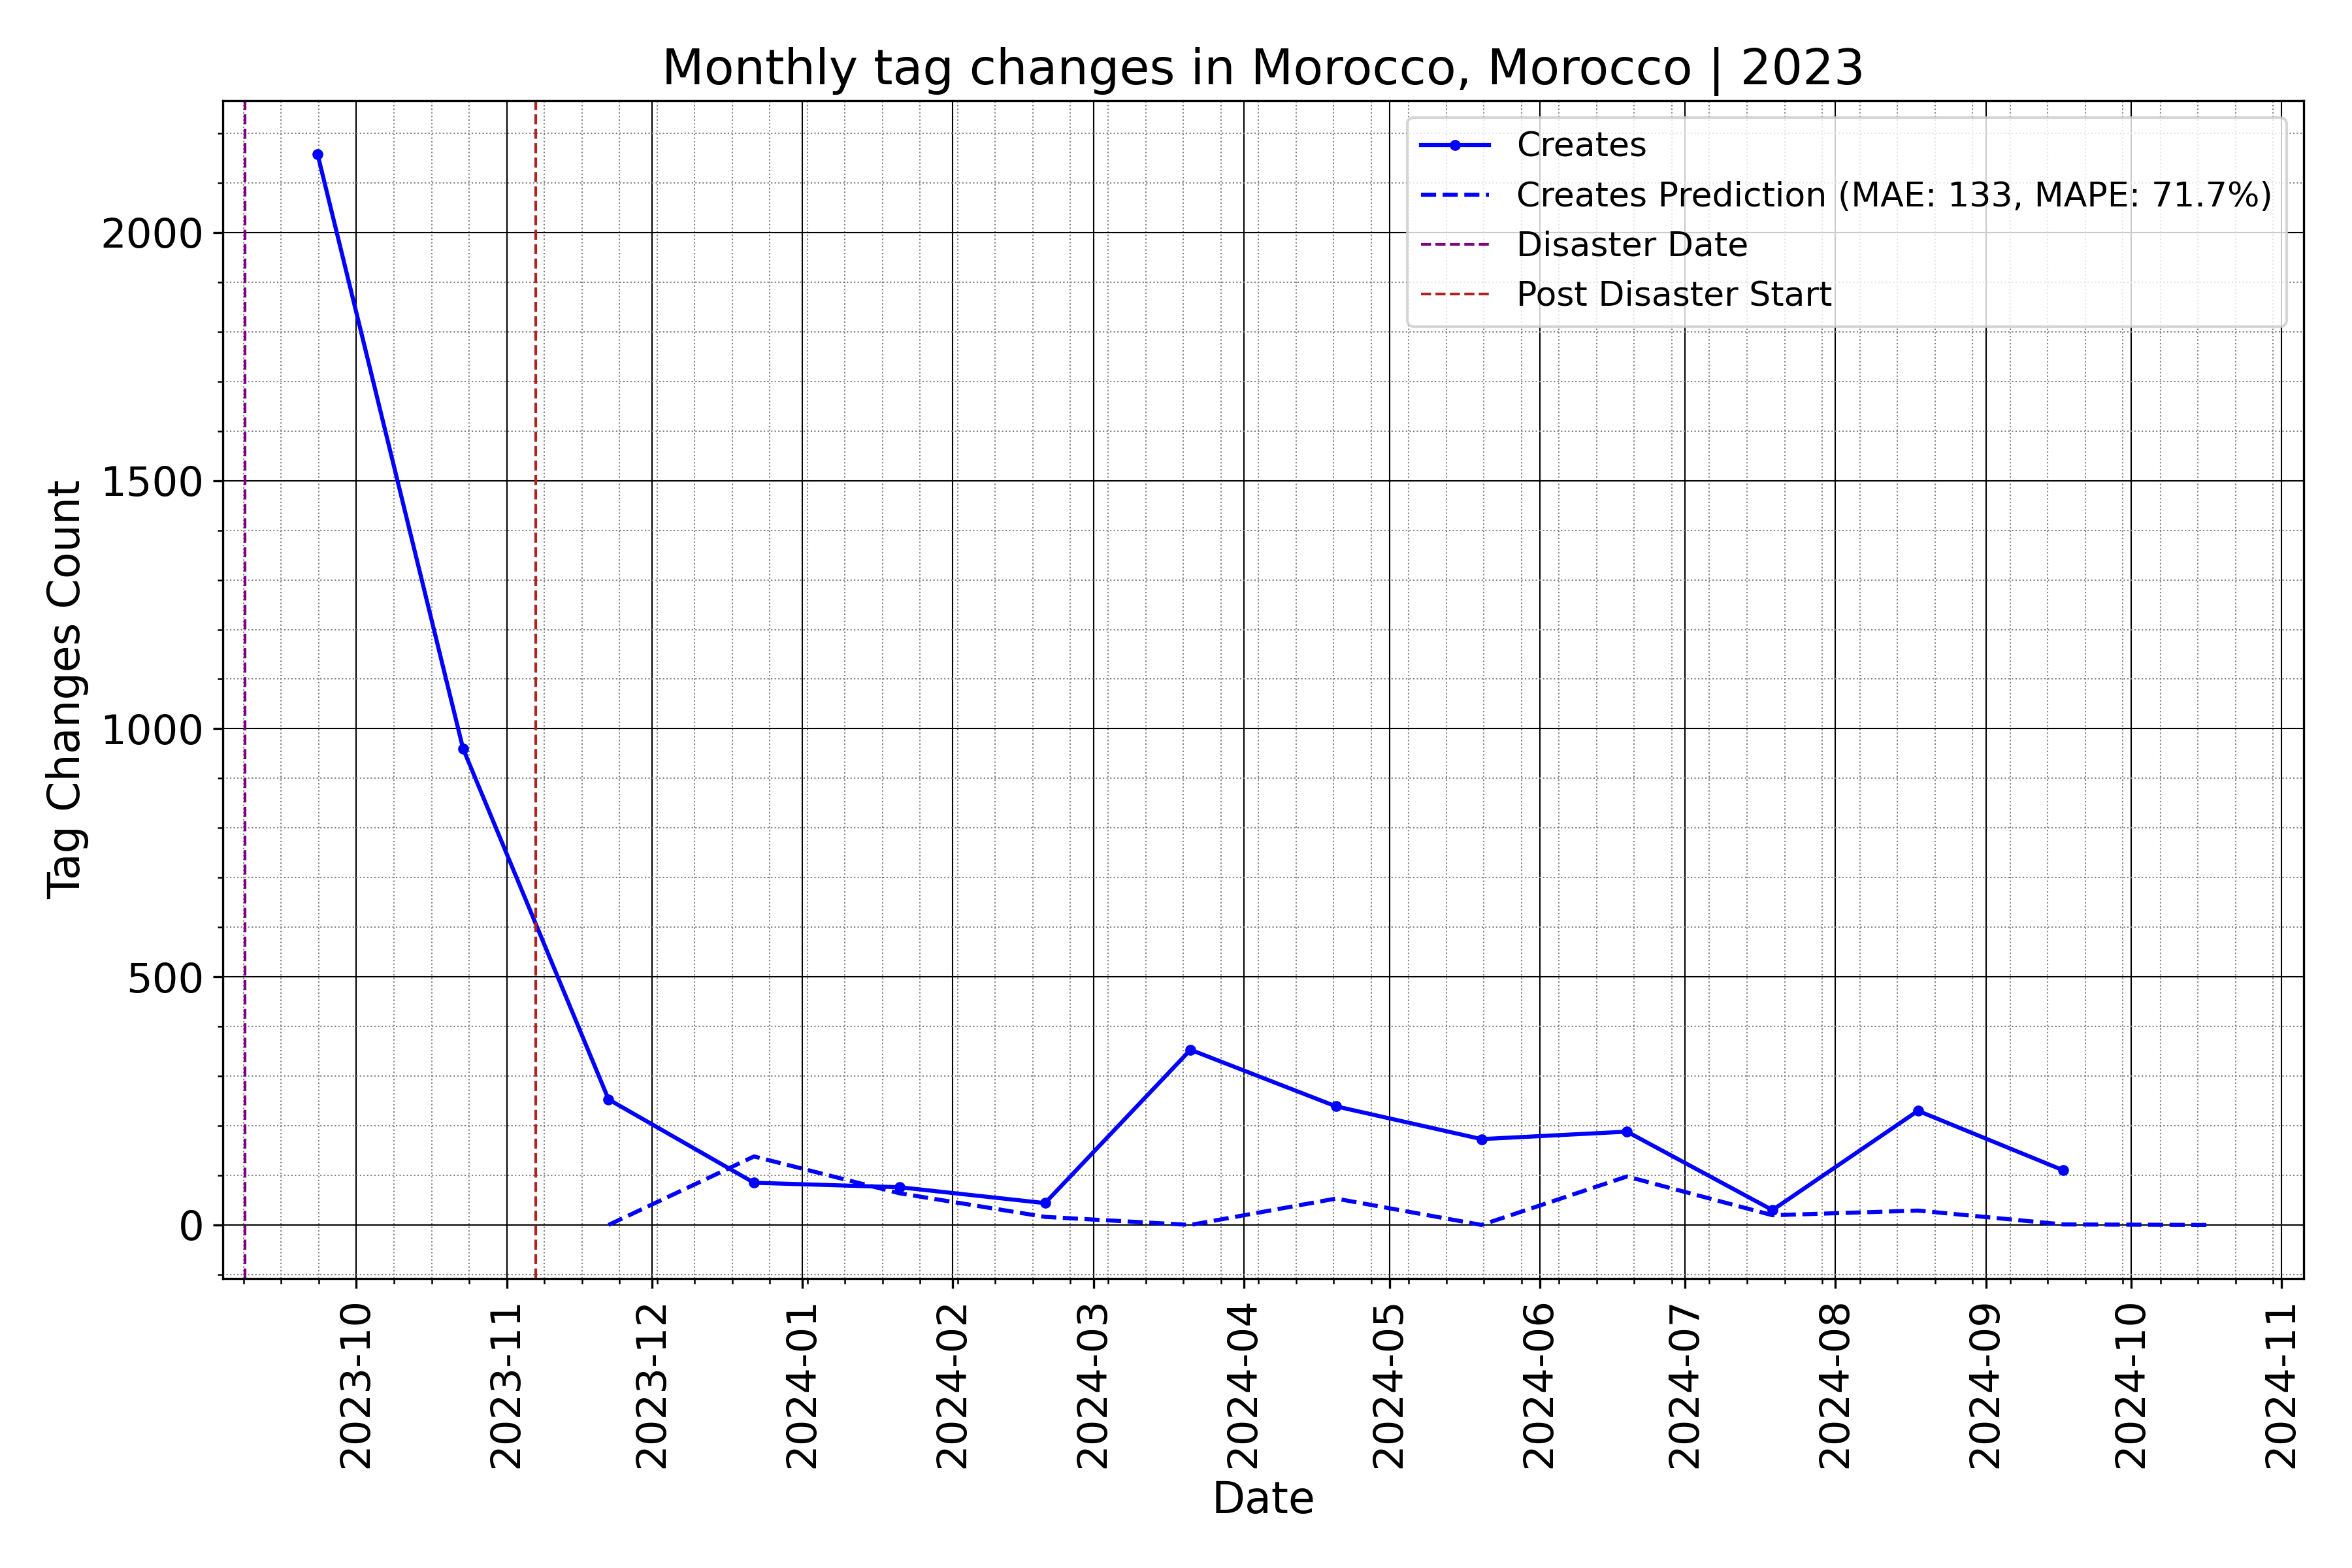 Monthly tag changes in Morocco, Morocco | 2023
Creates
Creates Prediction (MAE: 133, MAPE: 71.7%)
Disaster Date
Post Disaster Start
Tag Changes Count
2000
1500
1000
500
0
2023-10
2023-11
2023-12
2024-01
2024-02
2024-03
2024-04
2024-05
2024-06
2024-07
2024-08
2024-09
2024-10
2024-11
Date